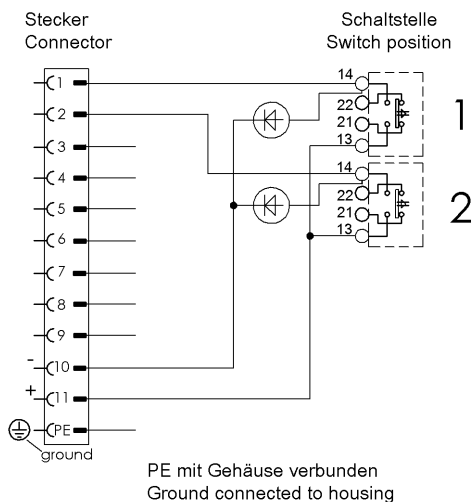 Stecker
Connector
Schaltstelle
Switch position
1
2
3
4
5
6
7
8
9
- 10
+ 11
PE
ground
14
22
21
13
1
14
22
21
13
2
PE mit Gehäuse verbunden
Ground connected to housing